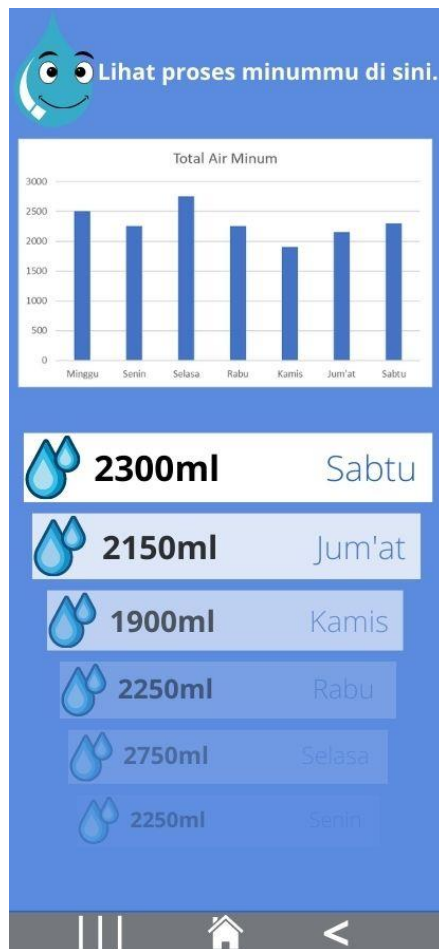 Lihat proses minummu di sini.
Total Air Minum
3000
2500
2000
1500
1000
500
0
Minggu Senin Selasa Rabu Kamis Jum'at Sabtu
2300ml Sabtu
2150ml Jum'at
1900ml Kamis
2250ml Rabu
2750ml Selasa
2250ml Senin